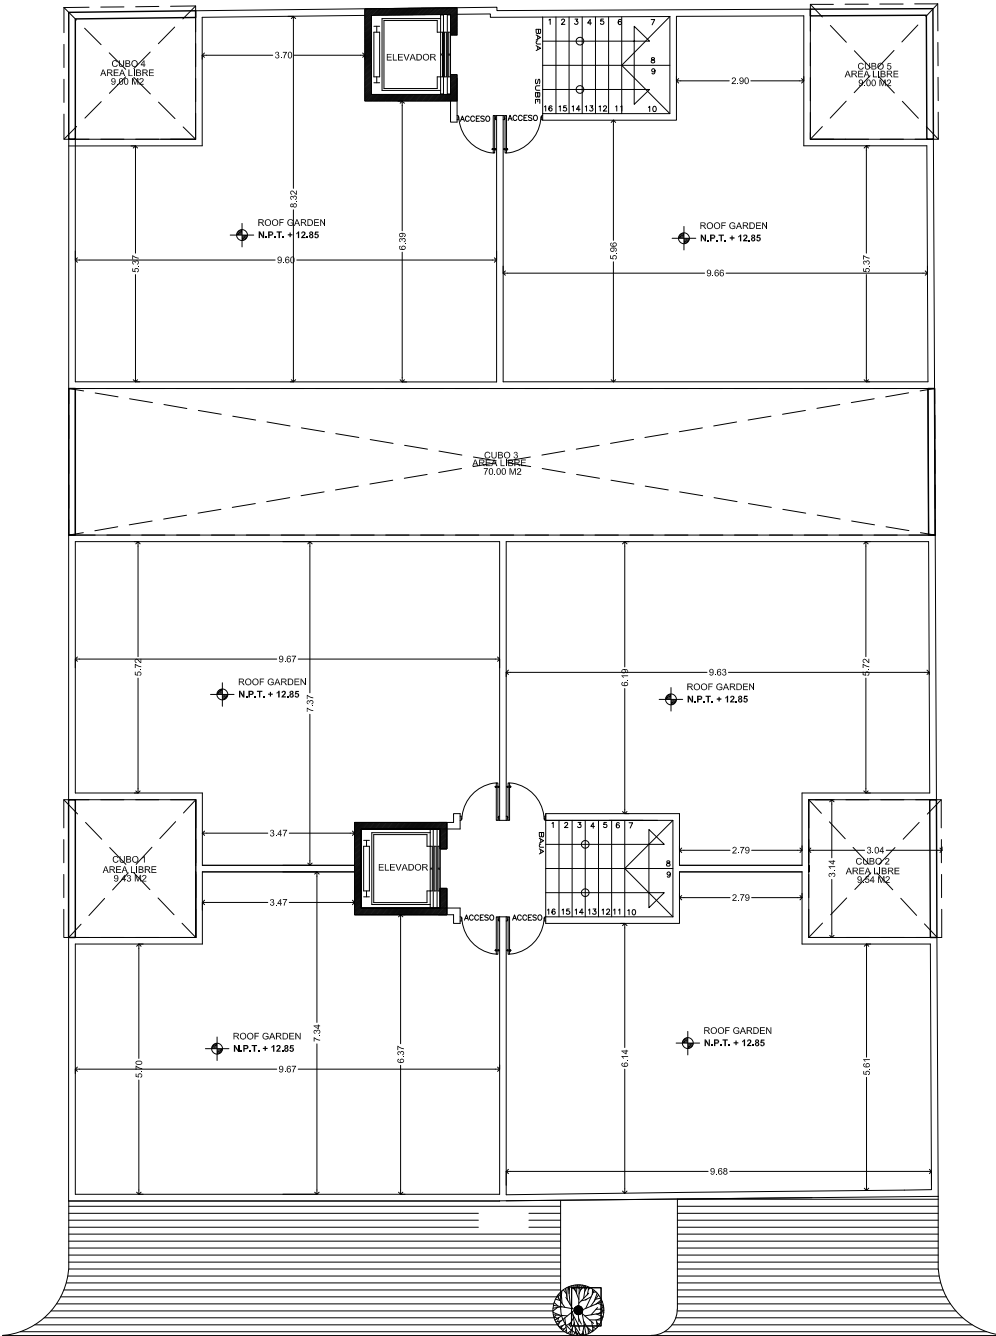 CUBO 4
AREA LIBRE
9.00 M2
3.70
ELEVADOR
BAJA
SUBE
1 2 3 4 5 6 7
8
9
16 15 14 13 12 11 10
2.90
CUBO 5
AREA LIBRE
9.00 M2
ACCESO
ACCESO
5.37
8.32
6.39
5.96
5.37
ROOF GARDEN
N.P.T. + 12.85
9.60
ROOF GARDEN
N.P.T. + 12.85
9.66
CUBO 3
AREA LIBRE
70.00 M2
5.72
7.37
6.19
5.72
9.67
ROOF GARDEN
N.P.T. + 12.85
9.63
ROOF GARDEN
N.P.T. + 12.85
3.47
CUBO 1
AREA LIBRE
9.43 M2
3.47
ELEVADOR
BAJA
1 2 3 4 5 6 7
8
9
16 15 14 13 12 11 10
2.79
2.79
3.04
3.14
CUBO 2
AREA LIBRE
9.54 M2
ACCESO
ACCESO
5.70
7.34
6.37
6.14
5.61
ROOF GARDEN
N.P.T. + 12.85
9.67
ROOF GARDEN
N.P.T. + 12.85
9.68